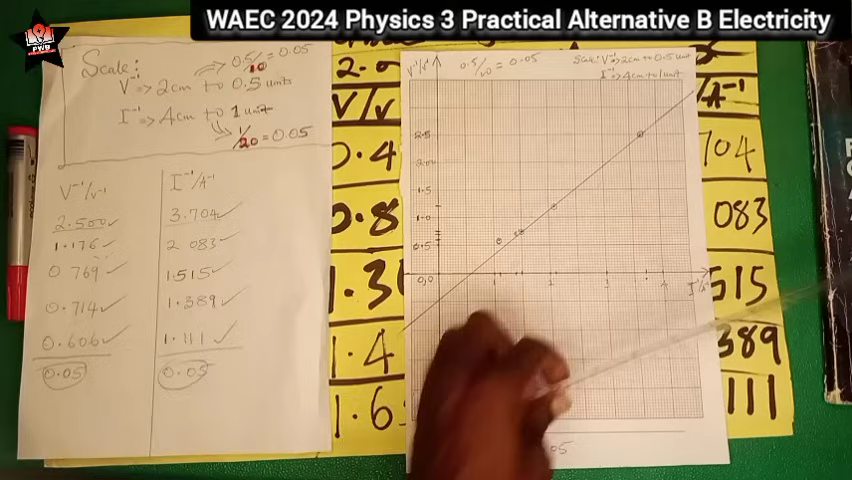 WAEC 2024 Physics 3 Practical Alternative B Electricity
PWB
Scale:
0.5/10 = 0.05
V⁻¹ => 2cm to 0.5 units
I⁻¹ => 4cm to 1 unit
1/20 = 0.05
V⁻¹/v⁻¹ I⁻¹/A⁻¹
2.500 3.704
1.176 2 083
0 769 1.515
0.714 1.389
0.606 1.111
0.05 0.05
V/v
0.4
0.8
1.3
1.4
1.6
V⁻¹/v⁻¹
0.5/10 = 0.05
Scale: V⁻¹=> 2cm to 0.5 unit
I⁻¹=> 4cm to 1 unit
2.5
2.0
1.5
1.0
0.5
0,0
1 2 3 4
/A⁻¹
704
083
515
389
111
05